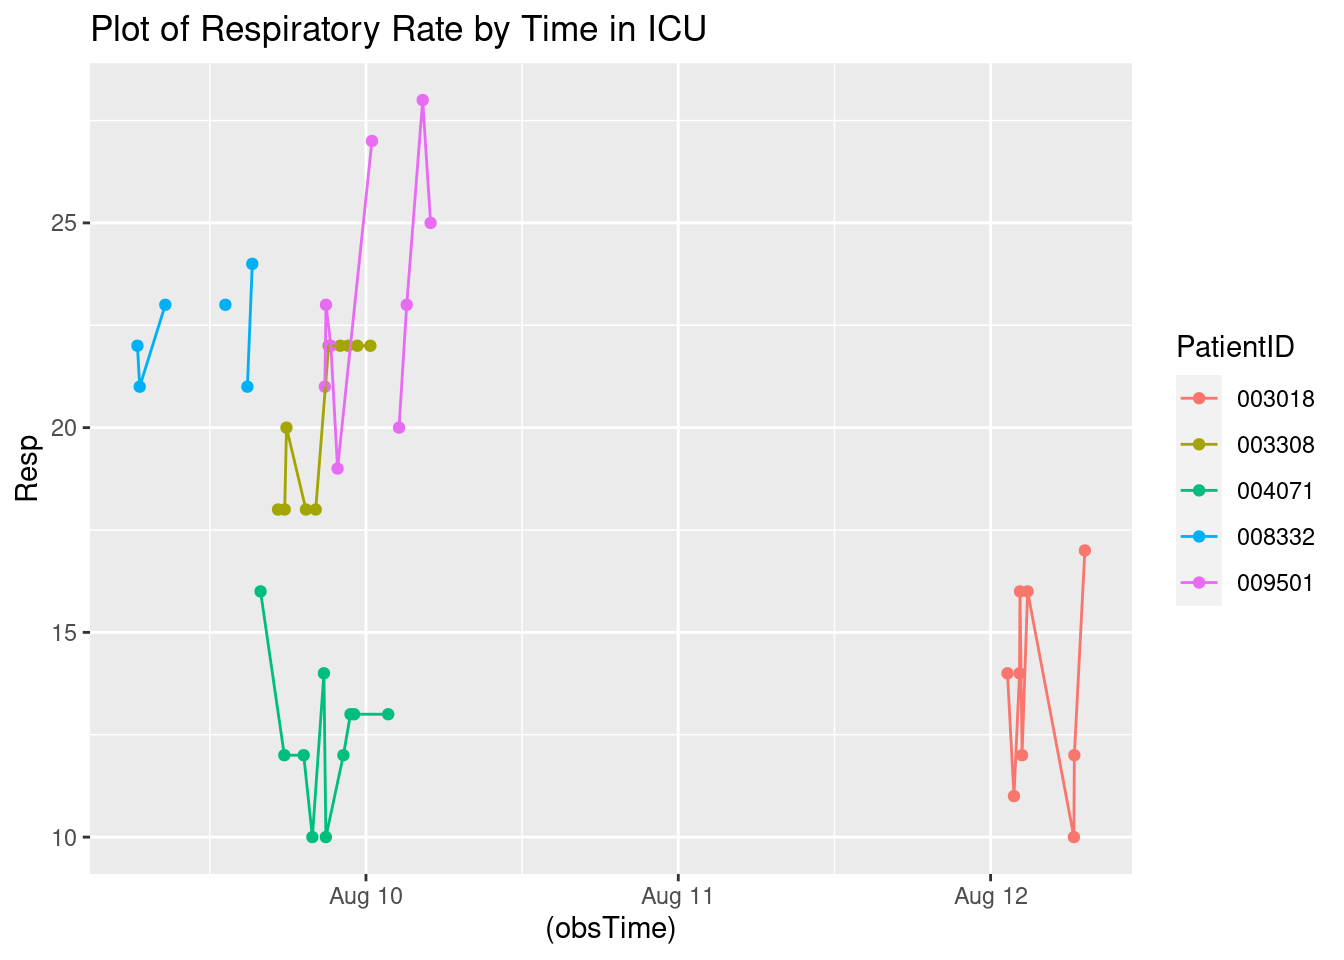 Plot of Respiratory Rate by Time in ICU
25
20
15
10
Resp
Aug 10
Aug 11
Aug 12
(obsTime)
PatientID
003018
003308
004071
008332
009501